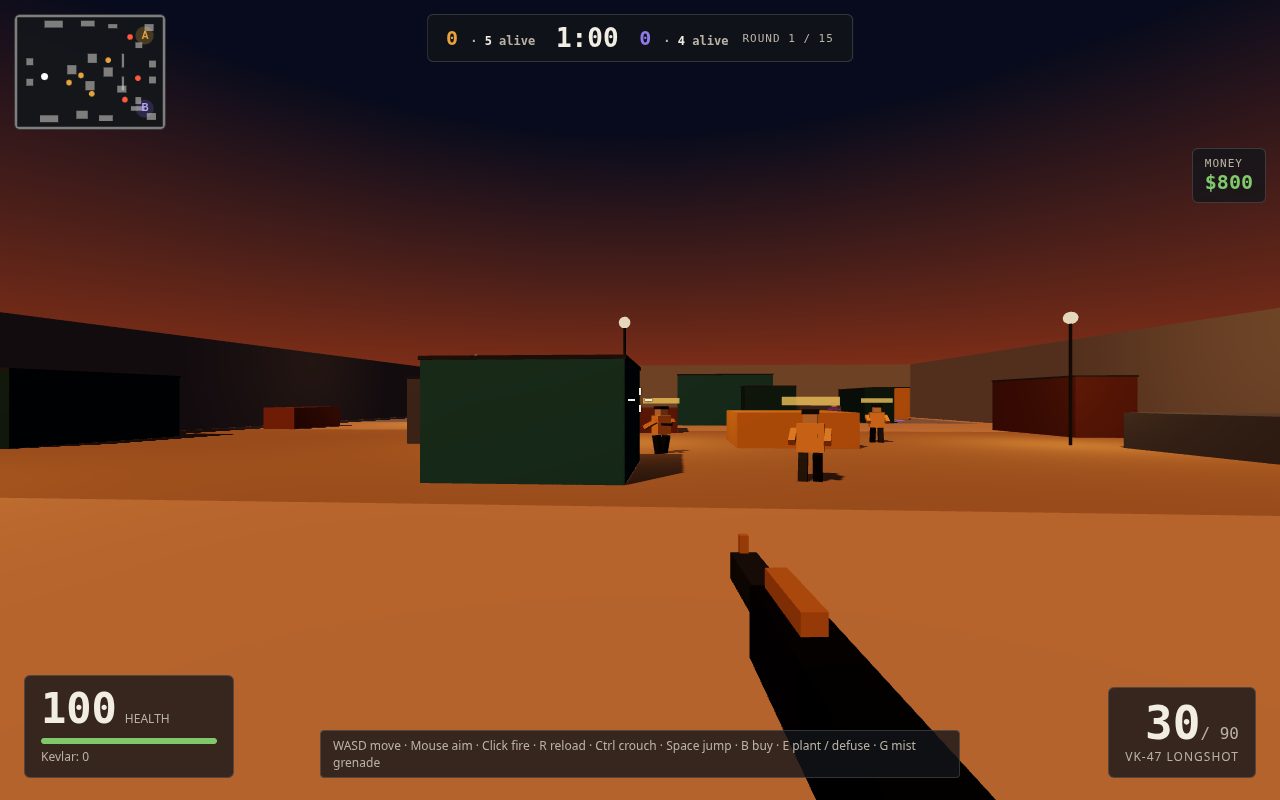 A
B
0 · 5 alive 1:00 0 · 4 alive ROUND 1 / 15
MONEY
$800
100 HEALTH
Kevlar: 0
WASD move · Mouse aim · Click fire · R reload · Ctrl crouch · Space jump · B buy · E plant / defuse · G mist
grenade
30 / 90
VK-47 LONGSHOT